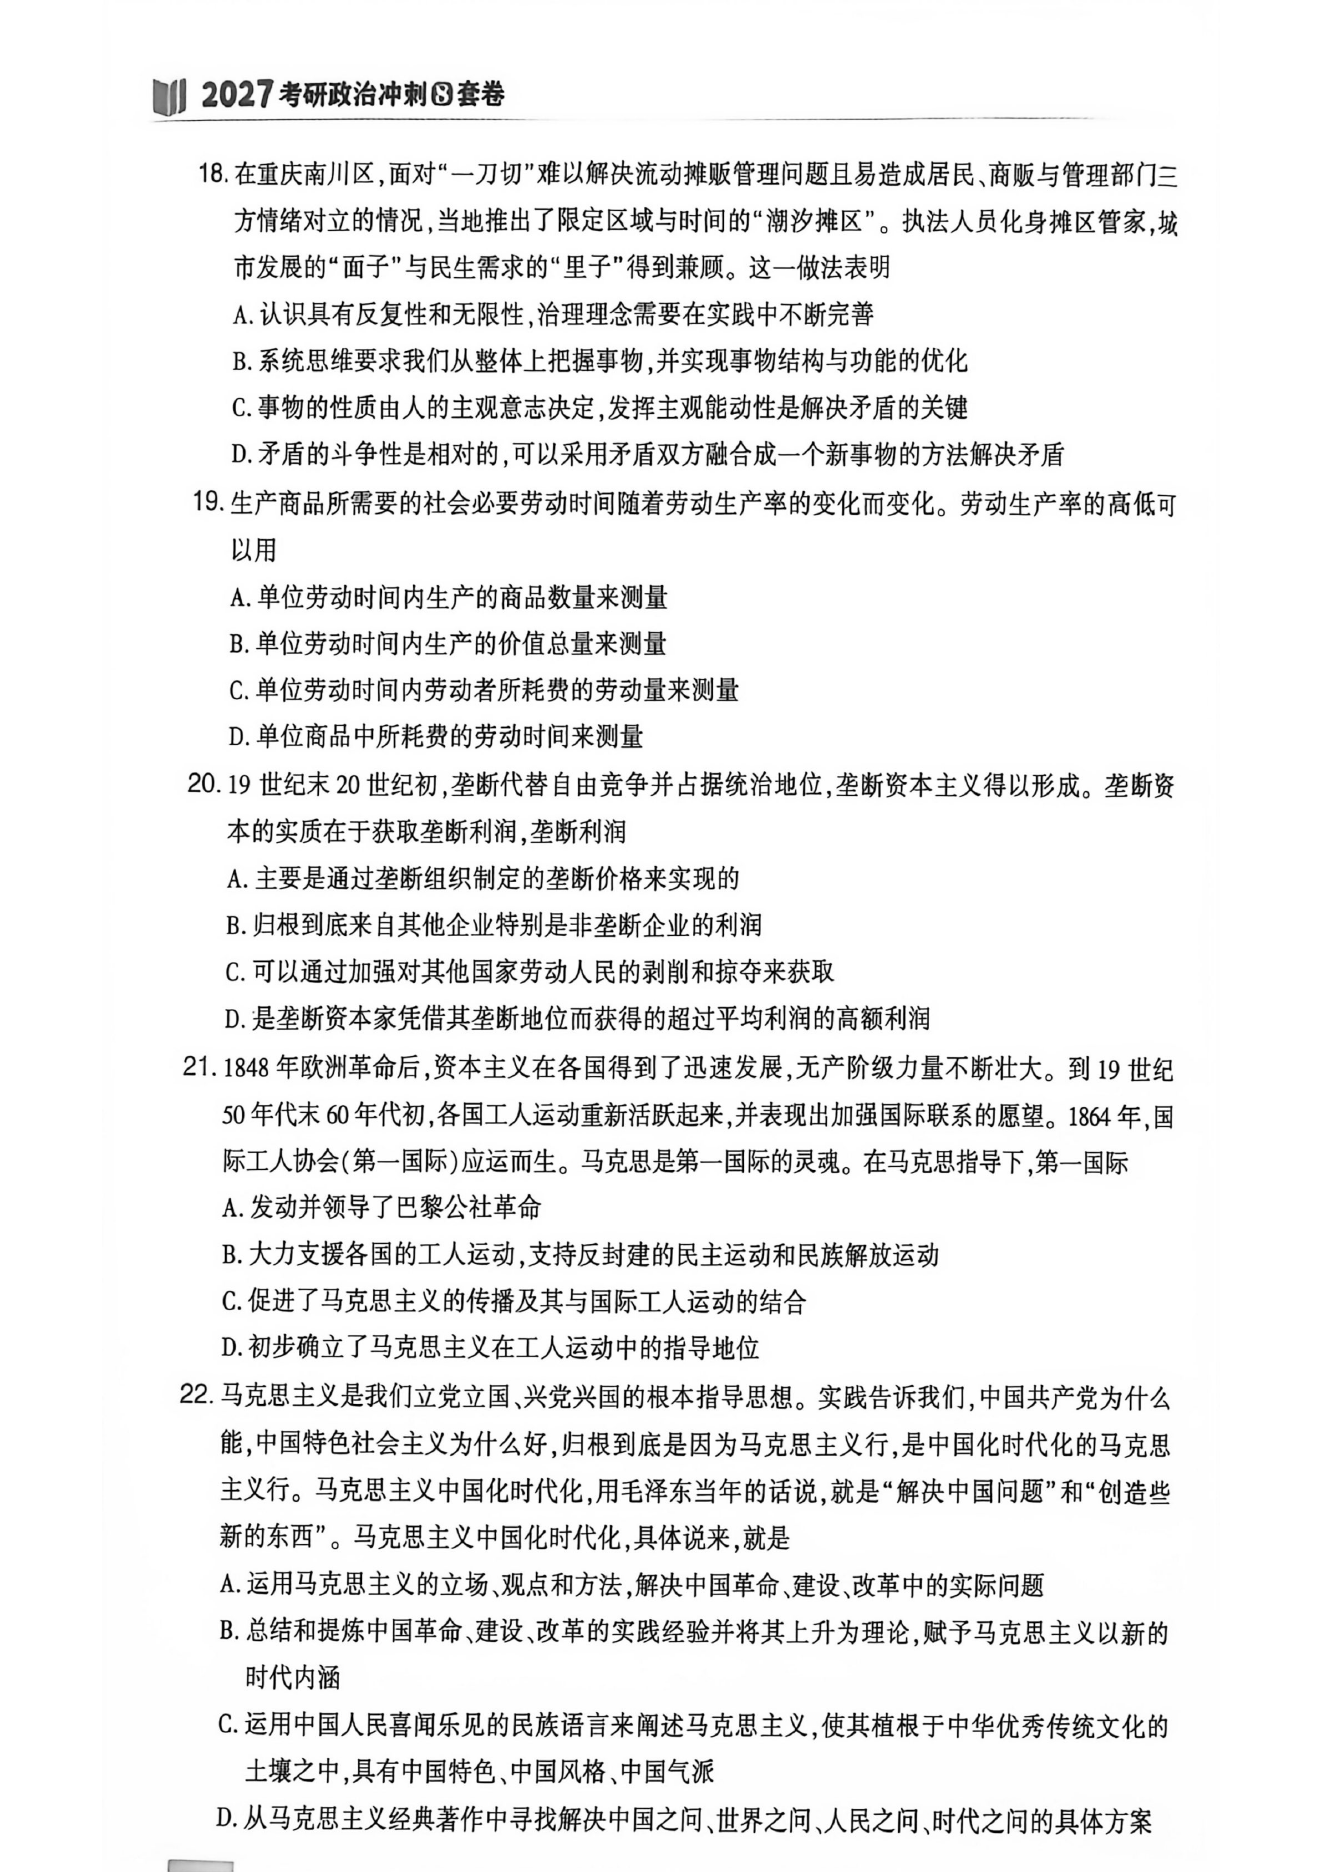 2027考研政治冲刺8套卷
18. 在重庆南川区,面对“一刀切”难以解决流动摊贩管理问题且易造成居民、商贩与管理部门三
方情绪对立的情况,当地推出了限定区域与时间的“潮汐摊区”。执法人员化身摊区管家,城
市发展的“面子”与民生需求的“里子”得到兼顾。这一做法表明
A. 认识具有反复性和无限性,治理理念需要在实践中不断完善
B. 系统思维要求我们从整体上把握事物,并实现事物结构与功能的优化
C. 事物的性质由人的主观意志决定,发挥主观能动性是解决矛盾的关键
D. 矛盾的斗争性是相对的,可以采用矛盾双方融合成一个新事物的方法解决矛盾
19. 生产商品所需要的社会必要劳动时间随着劳动生产率的变化而变化。劳动生产率的高低可
以用
A. 单位劳动时间内生产的商品数量来测量
B. 单位劳动时间内生产的价值总量来测量
C. 单位劳动时间内劳动者所耗费的劳动量来测量
D. 单位商品中所耗费的劳动时间来测量
20. 19 世纪末 20 世纪初,垄断代替自由竞争并占据统治地位,垄断资本主义得以形成。垄断资
本的实质在于获取垄断利润,垄断利润
A. 主要是通过垄断组织制定的垄断价格来实现的
B. 归根到底来自其他企业特别是非垄断企业的利润
C. 可以通过加强对其他国家劳动人民的剥削和掠夺来获取
D. 是垄断资本家凭借其垄断地位而获得的超过平均利润的高额利润
21. 1848 年欧洲革命后,资本主义在各国得到了迅速发展,无产阶级力量不断壮大。到 19 世纪
50 年代末 60 年代初,各国工人运动重新活跃起来,并表现出加强国际联系的愿望。1864 年,国
际工人协会(第一国际)应运而生。马克思是第一国际的灵魂。在马克思指导下,第一国际
A. 发动并领导了巴黎公社革命
B. 大力支援各国的工人运动,支持反封建的民主运动和民族解放运动
C. 促进了马克思主义的传播及其与国际工人运动的结合
D. 初步确立了马克思主义在工人运动中的指导地位
22. 马克思主义是我们立党立国、兴党兴国的根本指导思想。实践告诉我们,中国共产党为什么
能,中国特色社会主义为什么好,归根到底是因为马克思主义行,是中国化时代化的马克思
主义行。马克思主义中国化时代化,用毛泽东当年的话说,就是“解决中国问题”和“创造些
新的东西”。马克思主义中国化时代化,具体说来,就是
A. 运用马克思主义的立场、观点和方法,解决中国革命、建设、改革中的实际问题
B. 总结和提炼中国革命、建设、改革的实践经验并将其上升为理论,赋予马克思主义以新的
时代内涵
C. 运用中国人民喜闻乐见的民族语言来阐述马克思主义,使其植根于中华优秀传统文化的
土壤之中,具有中国特色、中国风格、中国气派
D. 从马克思主义经典著作中寻找解决中国之问、世界之问、人民之问、时代之问的具体方案